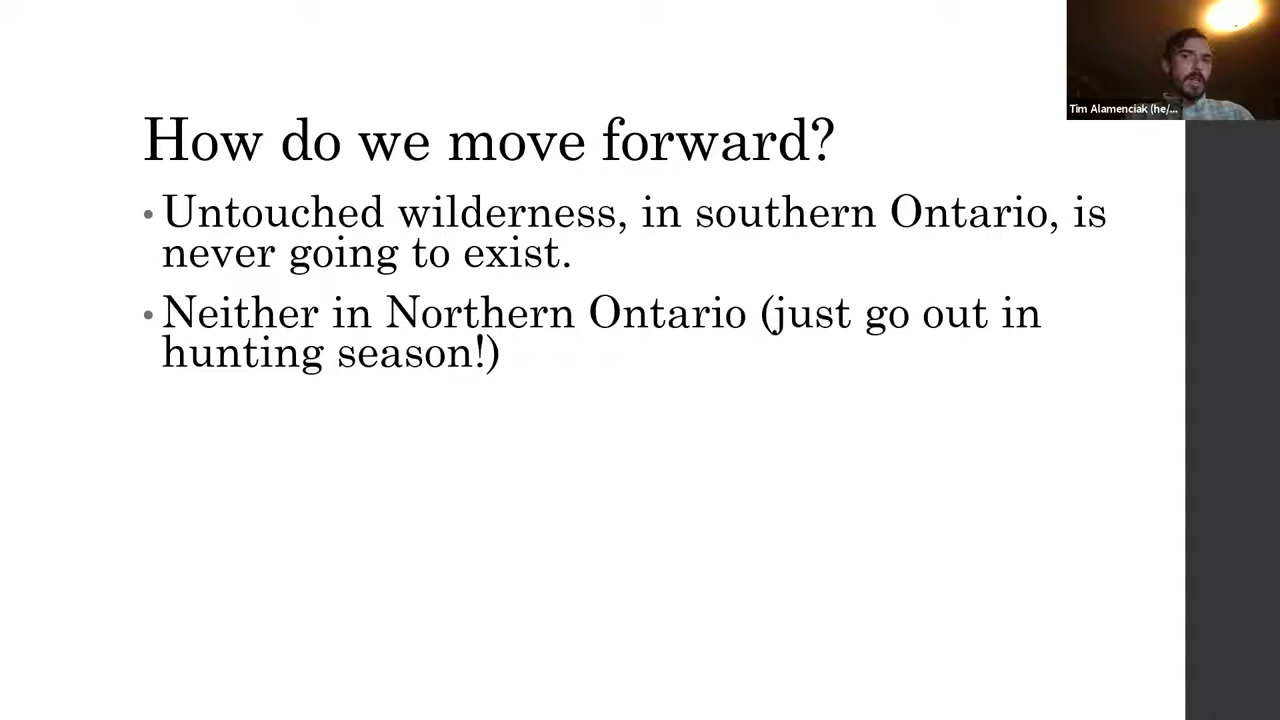 How do we move forward?
• Untouched wilderness, in southern Ontario, is
never going to exist.
• Neither in Northern Ontario (just go out in
hunting season!)
Tim Alamenciak (he/...